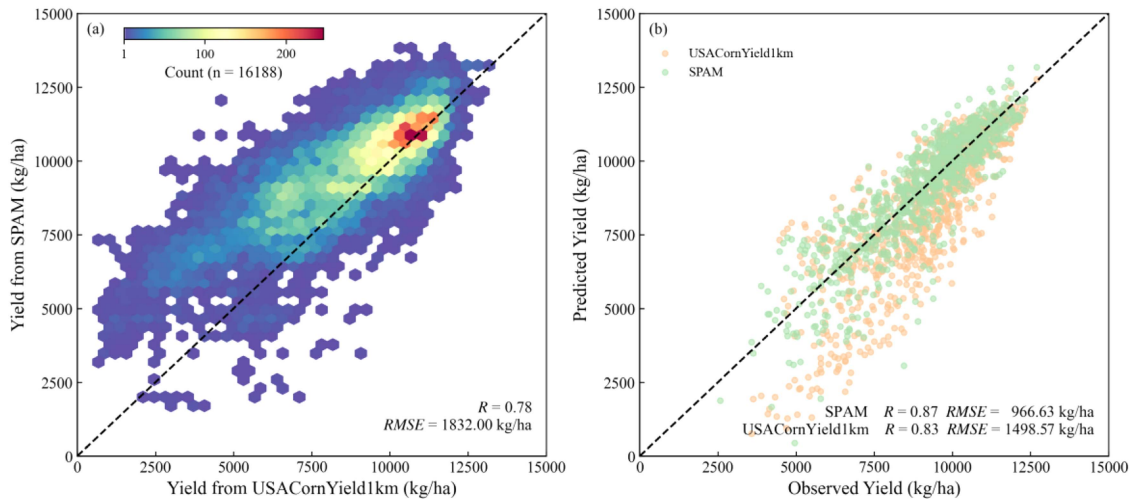 (a)
1 100 200
Count (n = 16188)
15000
12500
10000
7500
5000
2500
0
Yield from SPAM (kg/ha)
R = 0.78
RMSE = 1832.00 kg/ha
2500 5000 7500 10000 12500 15000
Yield from USACornYield1km (kg/ha)
(b)
USACornYield1km
SPAM
15000
12500
10000
7500
5000
2500
0
Predicted Yield (kg/ha)
SPAM R = 0.87 RMSE = 966.63 kg/ha
USACornYield1km R = 0.83 RMSE = 1498.57 kg/ha
0 2500 5000 7500 10000 12500 15000
Observed Yield (kg/ha)